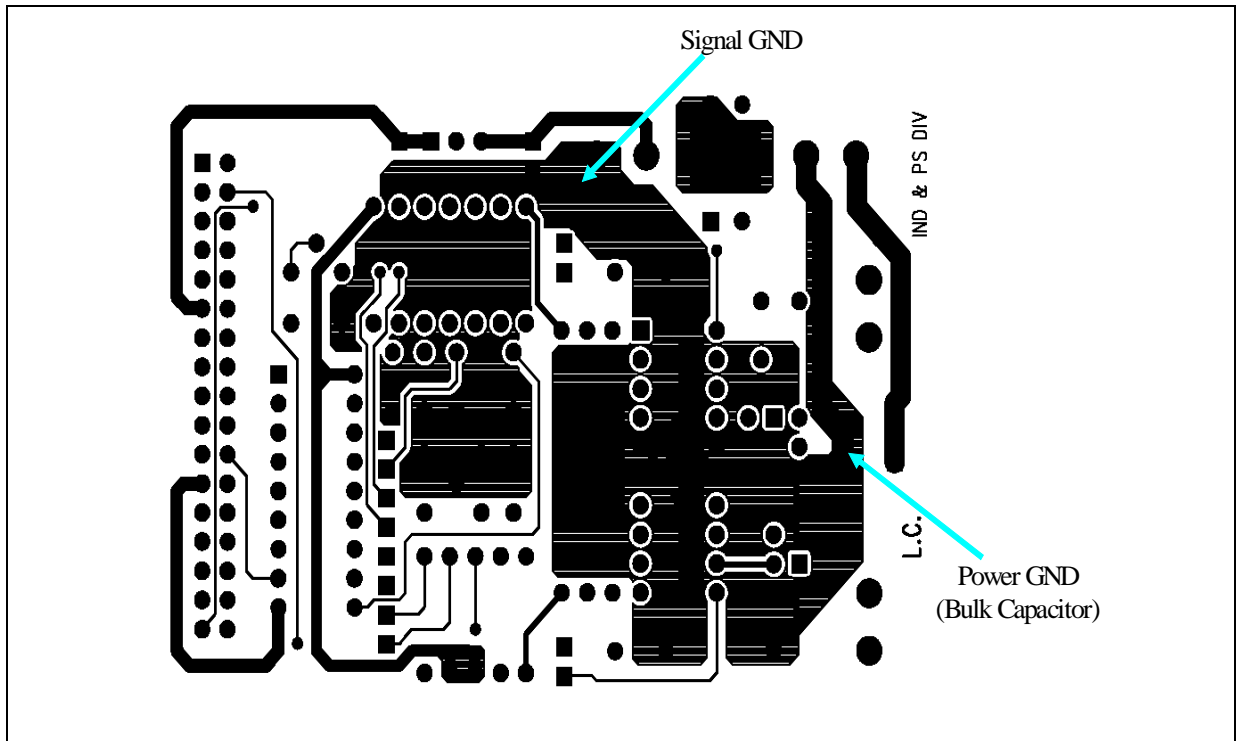 Signal GND
IND & PS DIV
L.C.
Power GND
(Bulk Capacitor)